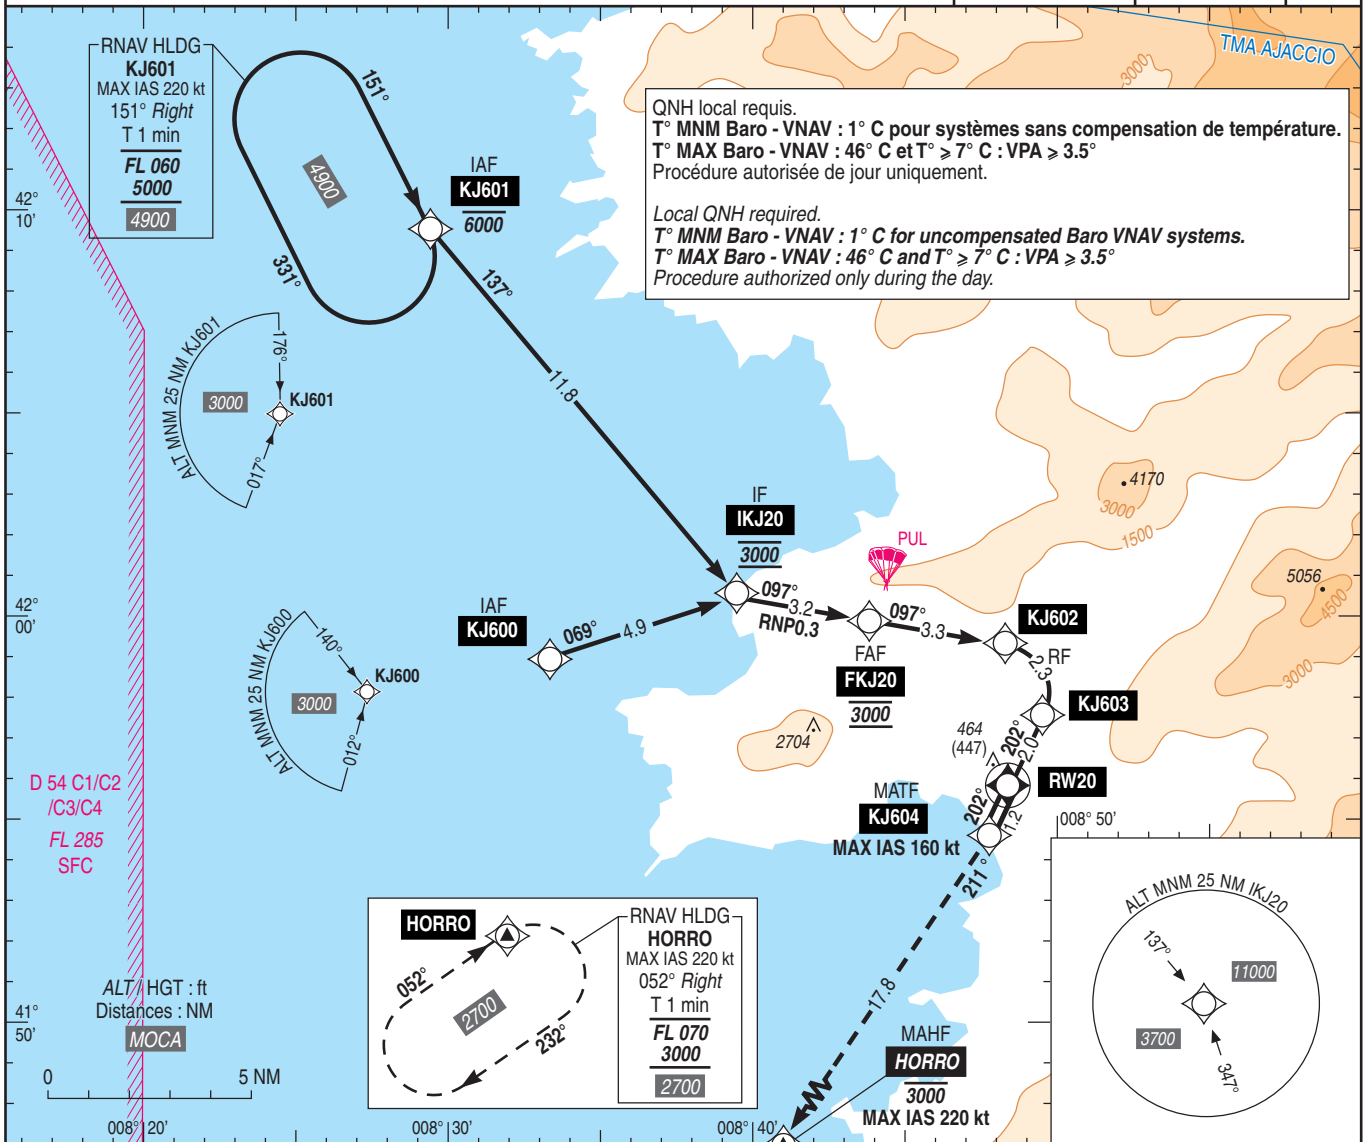 TMA AJACCIO
RNAV HLDG
KJ601
MAX IAS 220 kt
151° Right
T 1 min
FL 060
5000
4900
151°
4900
331°
IAF
KJ601
6000
137°
11.8
QNH local requis.
T° MNM Baro - VNAV : 1° C pour systèmes sans compensation de température.
T° MAX Baro - VNAV : 46° C et T° ⩾ 7° C : VPA ⩾ 3.5°
Procédure autorisée de jour uniquement.
Local QNH required.
T° MNM Baro - VNAV : 1° C for uncompensated Baro VNAV systems.
T° MAX Baro - VNAV : 46° C and T° ⩾ 7° C : VPA ⩾ 3.5°
Procedure authorized only during the day.
3000
42°
10'
ALT MNM 25 NM KJ601
176°
3000
KJ601
017°
4170
3000
1500
5056
4500
3000
IF
IKJ20
3000
PUL
42°
00'
IAF
KJ600
069°
4.9
097°
3.2
RNP0.3
097°
3.3
FAF
FKJ20
3000
KJ602
RF
2.3
KJ603
ALT MNM 25 NM KJ600
140°
3000
KJ600
012°
2704
464
(447)
202°
2.0
RW20
MATF
KJ604
MAX IAS 160 kt
202°
1.2
211°
17.8
D 54 C1/C2
/C3/C4
FL 285
SFC
008° 50'
ALT MNM 25 NM IKJ20
137°
11000
3700
347°
HORRO
052°
2700
232°
RNAV HLDG
HORRO
MAX IAS 220 kt
052° Right
T 1 min
FL 070
3000
2700
ALT / HGT : ft
Distances : NM
MOCA
41°
50'
0 5 NM
MAHF
HORRO
3000
MAX IAS 220 kt
008° 20'
008° 30'
008° 40'